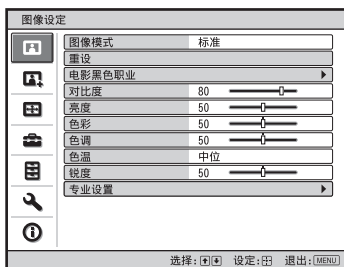 图像设定
图像模式 标准
重设
电影黑色职业
对比度 80
亮度 50
色彩 50
色调 50
色温 中位
锐度 50
专业设置
选择: 设定: 退出: MENU